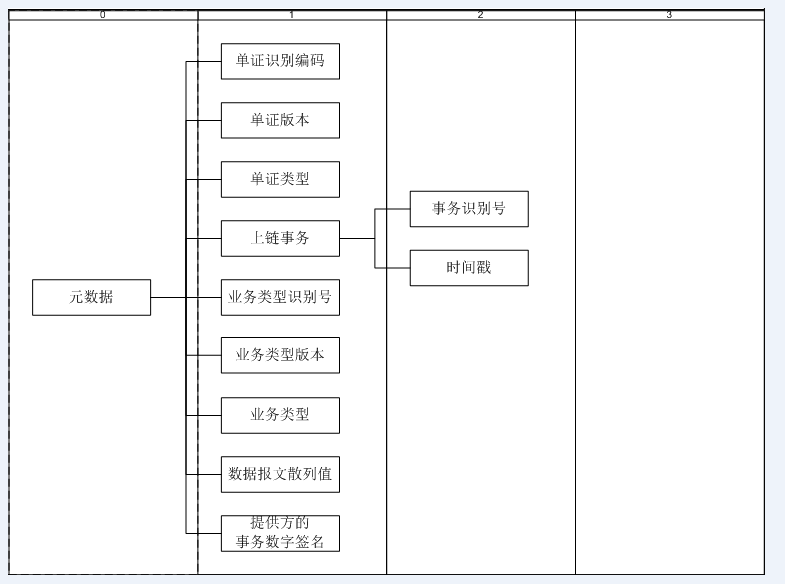 0
1
2
3
单证识别编码
单证版本
单证类型
上链事务
事务识别号
时间戳
元数据
业务类型识别号
业务类型版本
业务类型
数据报文散列值
提供方的
事务数字签名